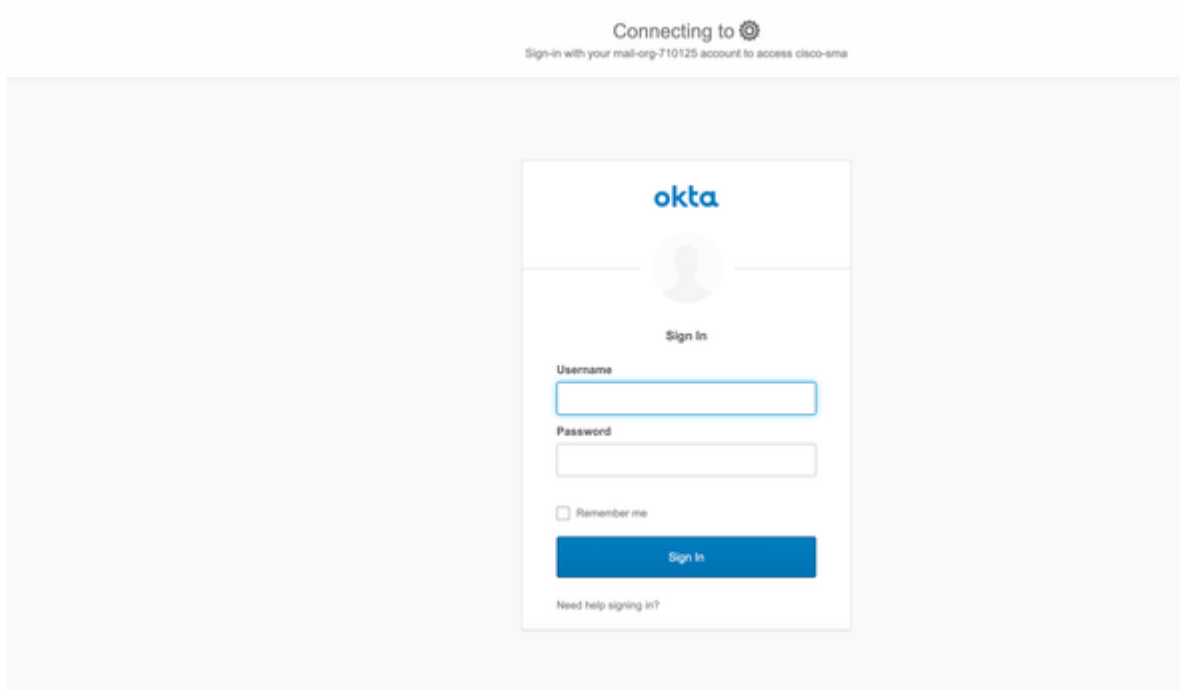 Connecting to
Sign-in with your mail-org-710125 account to access cisco-sma
okta
Sign In
Username
Password
Remember me
Sign In
Need help signing in?